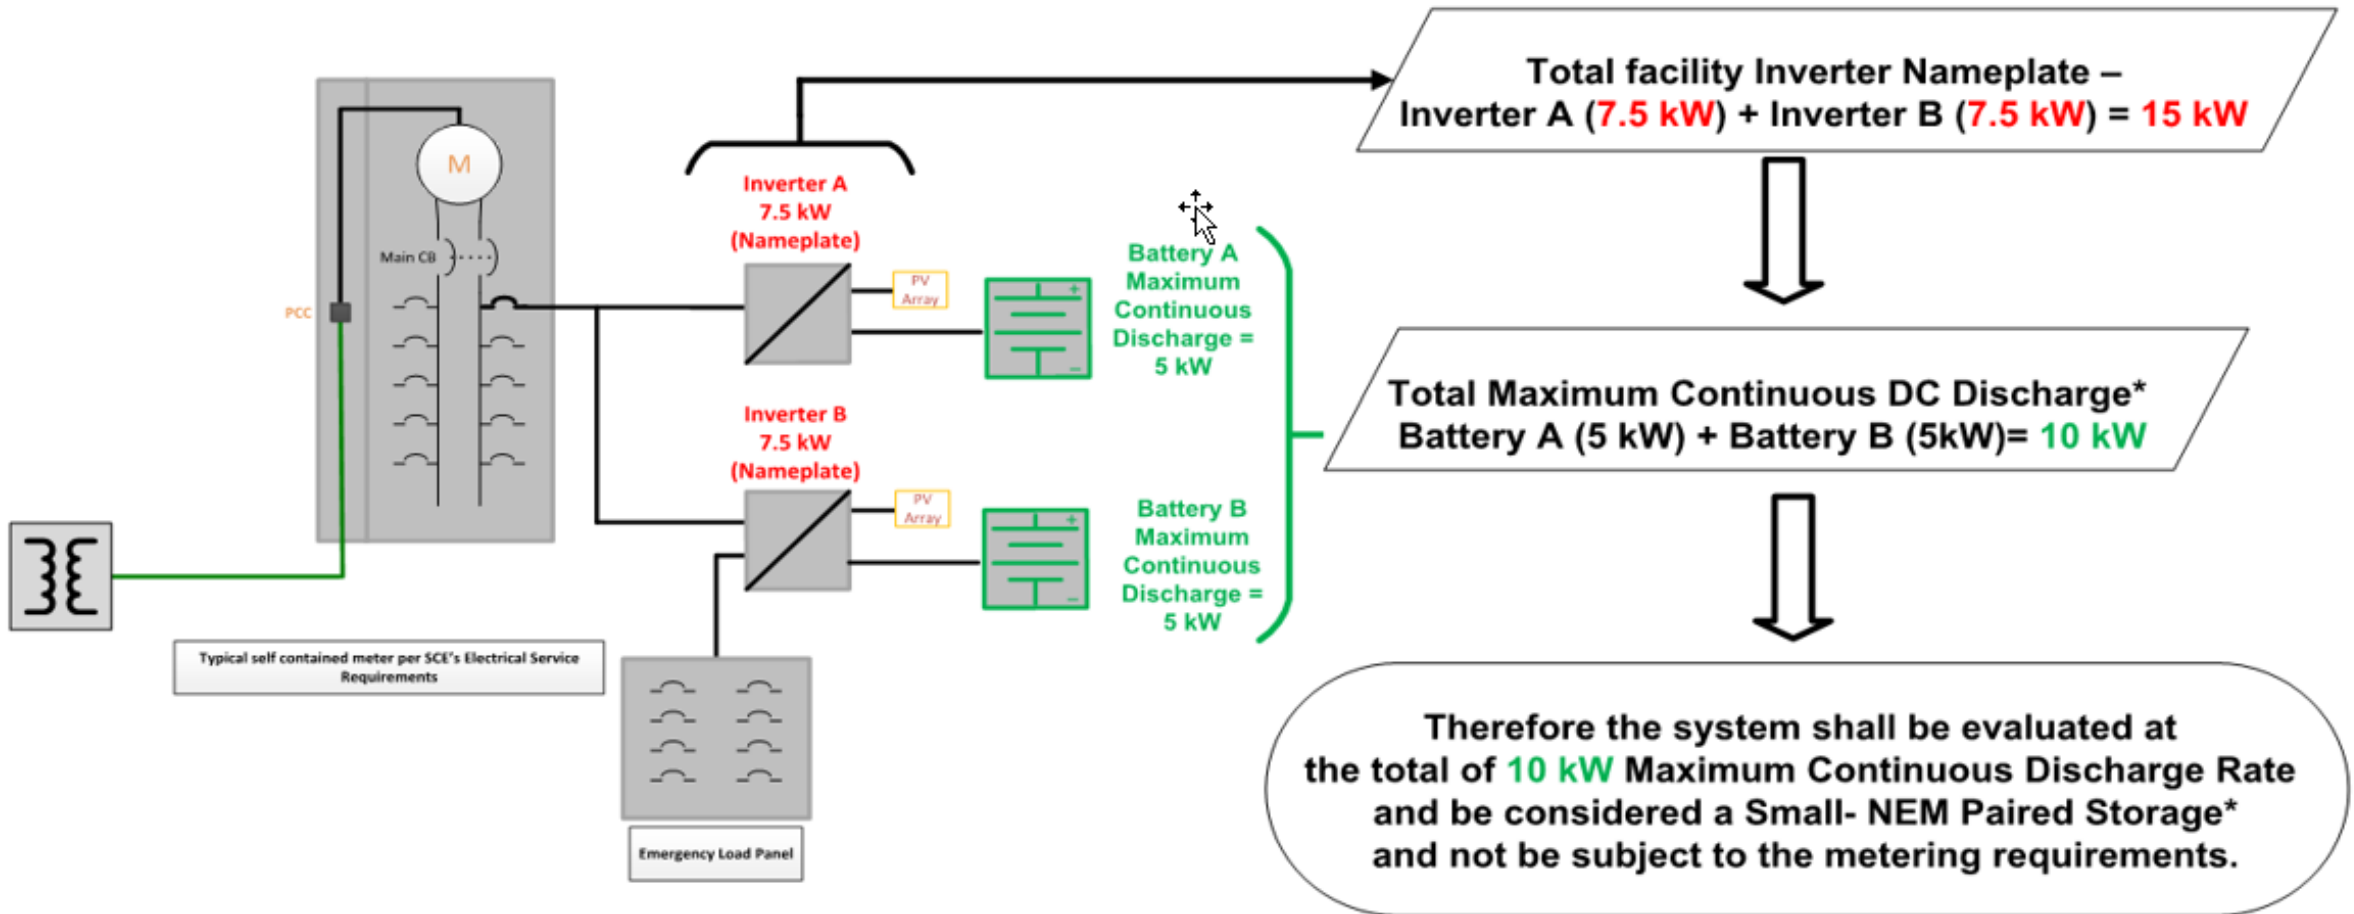 Total facility Inverter Nameplate –
Inverter A (7.5 kW) + Inverter B (7.5 kW) = 15 kW
M
Main CB
PCC
Inverter A
7.5 kW
(Nameplate)
PV
Array
+
–
Battery A
Maximum
Continuous
Discharge =
5 kW
Total Maximum Continuous DC Discharge*
Battery A (5 kW) + Battery B (5kW)= 10 kW
Inverter B
7.5 kW
(Nameplate)
PV
Array
+
–
Battery B
Maximum
Continuous
Discharge =
5 kW
Typical self contained meter per SCE's Electrical Service
Requirements
Emergency Load Panel
Therefore the system shall be evaluated at
the total of 10 kW Maximum Continuous Discharge Rate
and be considered a Small- NEM Paired Storage*
and not be subject to the metering requirements.